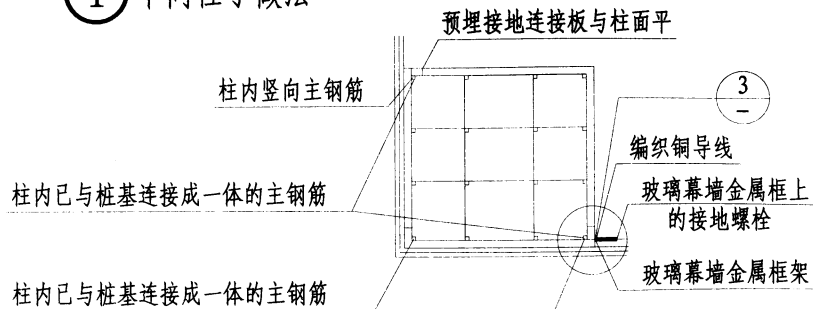 1
预埋接地连接板与柱面平
柱内竖向主钢筋
3
–
编织铜导线
柱内已与桩基连接成一体的主钢筋
玻璃幕墙金属框上
的接地螺栓
玻璃幕墙金属框架
柱内已与桩基连接成一体的主钢筋